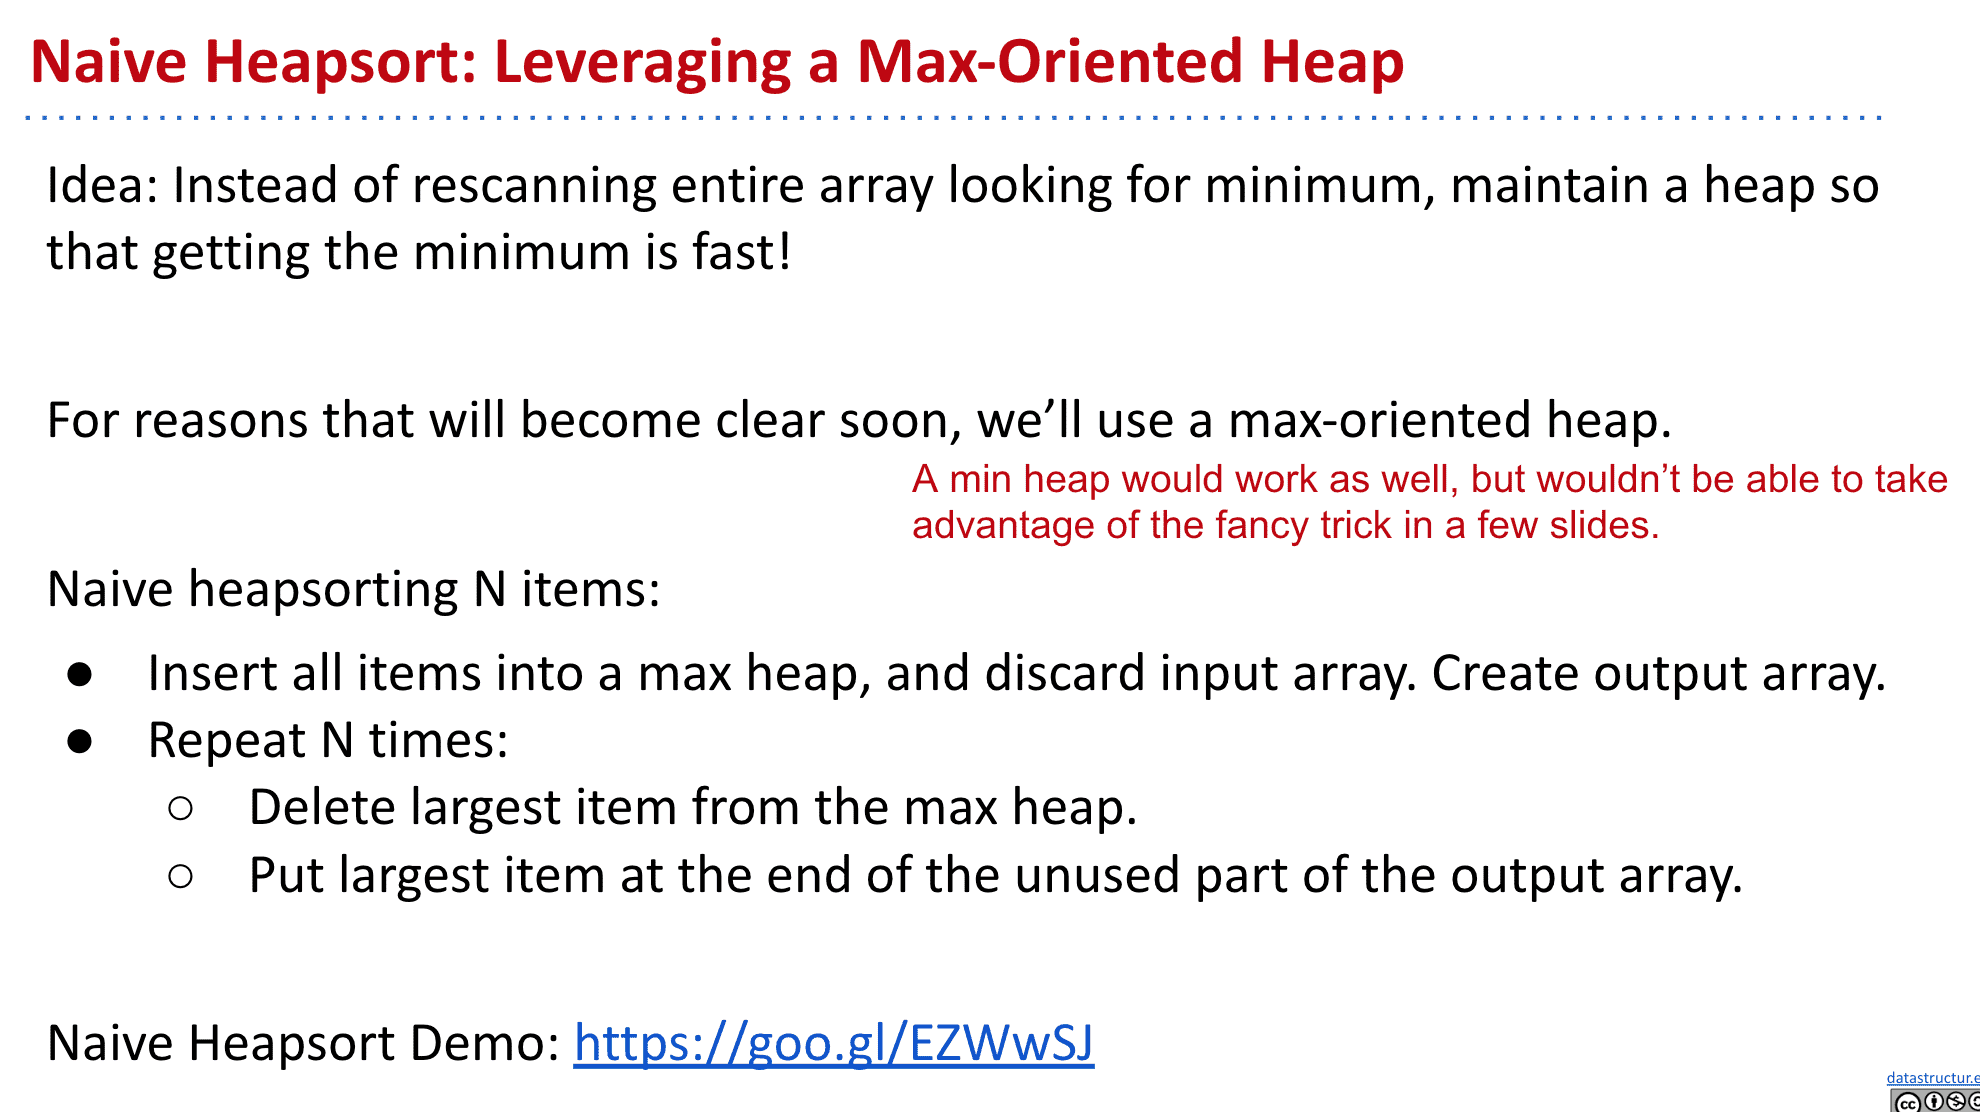 Naive Heapsort: Leveraging a Max-Oriented Heap
Idea: Instead of rescanning entire array looking for minimum, maintain a heap so
that getting the minimum is fast!
For reasons that will become clear soon, we’ll use a max-oriented heap.
A min heap would work as well, but wouldn’t be able to take
advantage of the fancy trick in a few slides.
Naive heapsorting N items:
● Insert all items into a max heap, and discard input array. Create output array.
● Repeat N times:
○ Delete largest item from the max heap.
○ Put largest item at the end of the unused part of the output array.
Naive Heapsort Demo: https://goo.gl/EZWwSJ
datastructur.e
cc